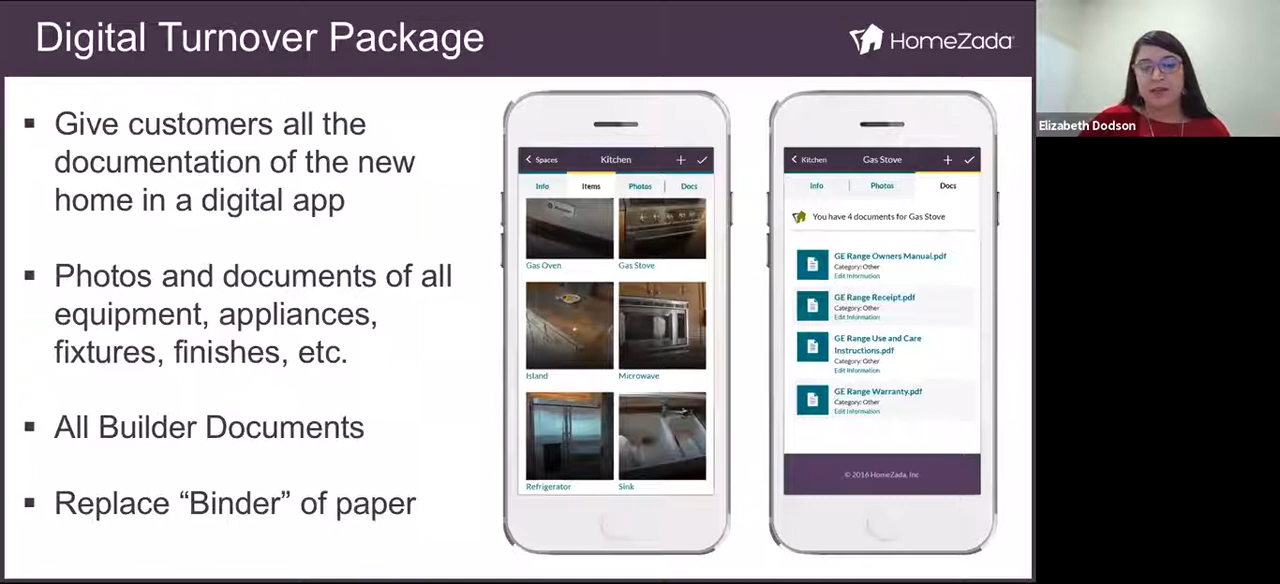 Digital Turnover Package
HomeZada
Elizabeth Dodson
▪ Give customers all the
documentation of the new
home in a digital app
▪ Photos and documents of all
equipment, appliances,
fixtures, finishes, etc.
▪ All Builder Documents
▪ Replace “Binder” of paper
Spaces Kitchen
Info Items Photos Docs
Gas Oven Gas Stove
Island Microwave
Refrigerator Sink
Kitchen Gas Stove
Info Photos Docs
You have 4 documents for Gas Stove
GE Range Owners Manual.pdf
Category: Other
Edit Information
GE Range Receipt.pdf
Category: Other
Edit Information
GE Range Use and Care
Instructions.pdf
Category: Other
Edit Information
GE Range Warranty.pdf
Category: Other
Edit Information
© 2016 HomeZada, Inc